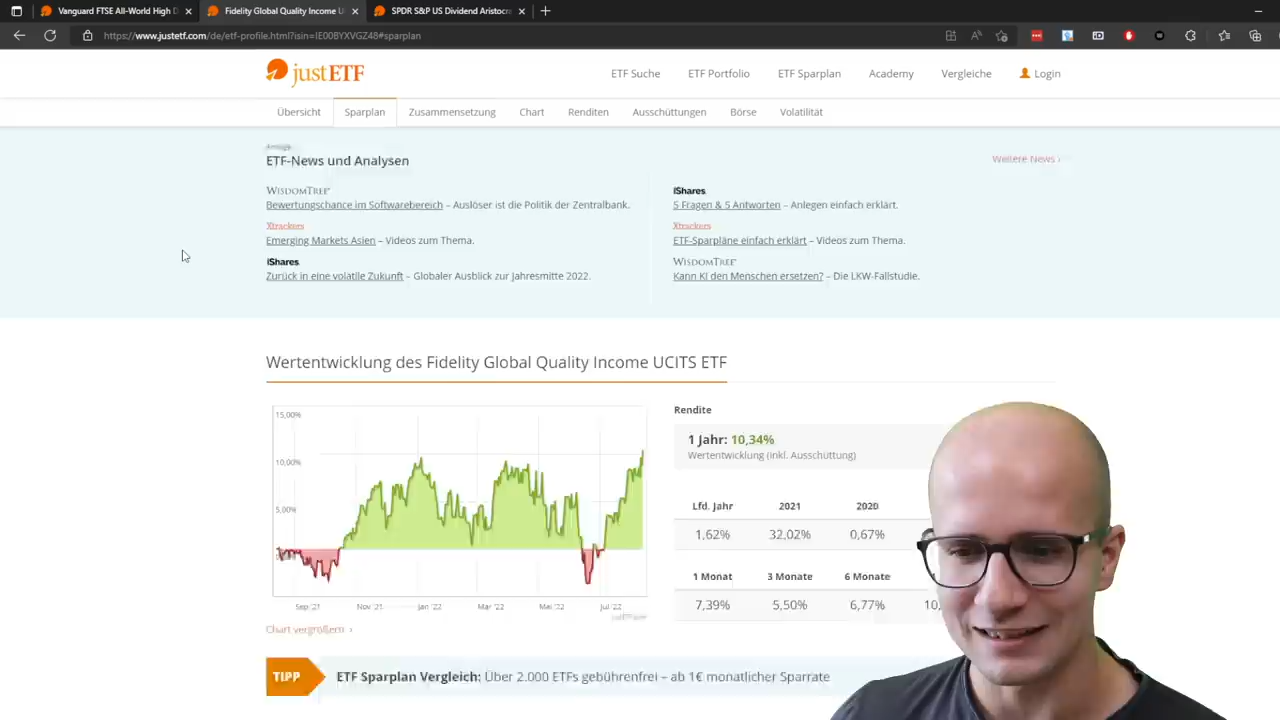 Vanguard FTSE All-World High D
Fidelity Global Quality Income U
SPDR S&P US Dividend Aristocra
https://www.justetf.com/de/etf-profile.html?isin=IE00BYXVGZ48#sparplan
justETF
ETF Suche
ETF Portfolio
ETF Sparplan
Academy
Vergleiche
Login
Übersicht
Sparplan
Zusammensetzung
Chart
Renditen
Ausschüttungen
Börse
Volatilität
Anzeige
ETF-News und Analysen
Weitere News ›
WISDOMTREE
Bewertungschance im Softwarebereich – Auslöser ist die Politik der Zentralbank.
Xtrackers
Emerging Markets Asien – Videos zum Thema.
iShares.
Zurück in eine volatile Zukunft – Globaler Ausblick zur Jahresmitte 2022.
iShares.
5 Fragen & 5 Antworten – Anlegen einfach erklärt.
Xtrackers
ETF-Sparpläne einfach erklärt – Videos zum Thema.
WISDOMTREE
Kann KI den Menschen ersetzen? – Die LKW-Fallstudie.
Wertentwicklung des Fidelity Global Quality Income UCITS ETF
15,00%
10,00%
5,00%
Sep '21
Nov '21
Jan '22
Mar '22
Mai '22
Jul '22
Chart vergrößern ›
Rendite
1 Jahr: 10,34%
Wertentwicklung (inkl. Ausschüttung)
Lfd. Jahr 2021 2020
1,62% 32,02% 0,67%
1 Monat 3 Monate 6 Monate
7,39% 5,50% 6,77% 10,
TIPP
ETF Sparplan Vergleich: Über 2.000 ETFs gebührenfrei – ab 1€ monatlicher Sparrate